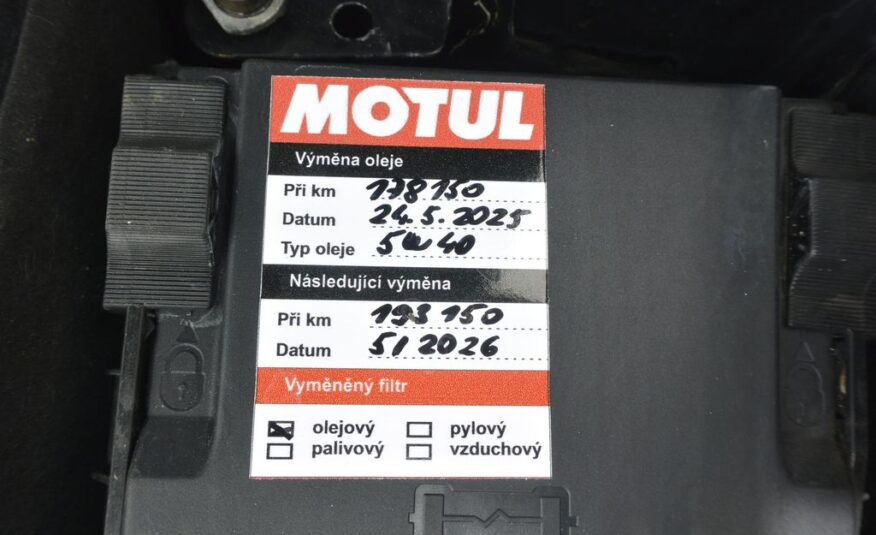 MOTUL
Výměna oleje
Při km 178 150
Datum 24.5.2025
Typ oleje 5W40
Následující výměna
Při km 193 150
Datum 5/2026
Vyměněný filtr
olejový pylový
palivový vzduchový